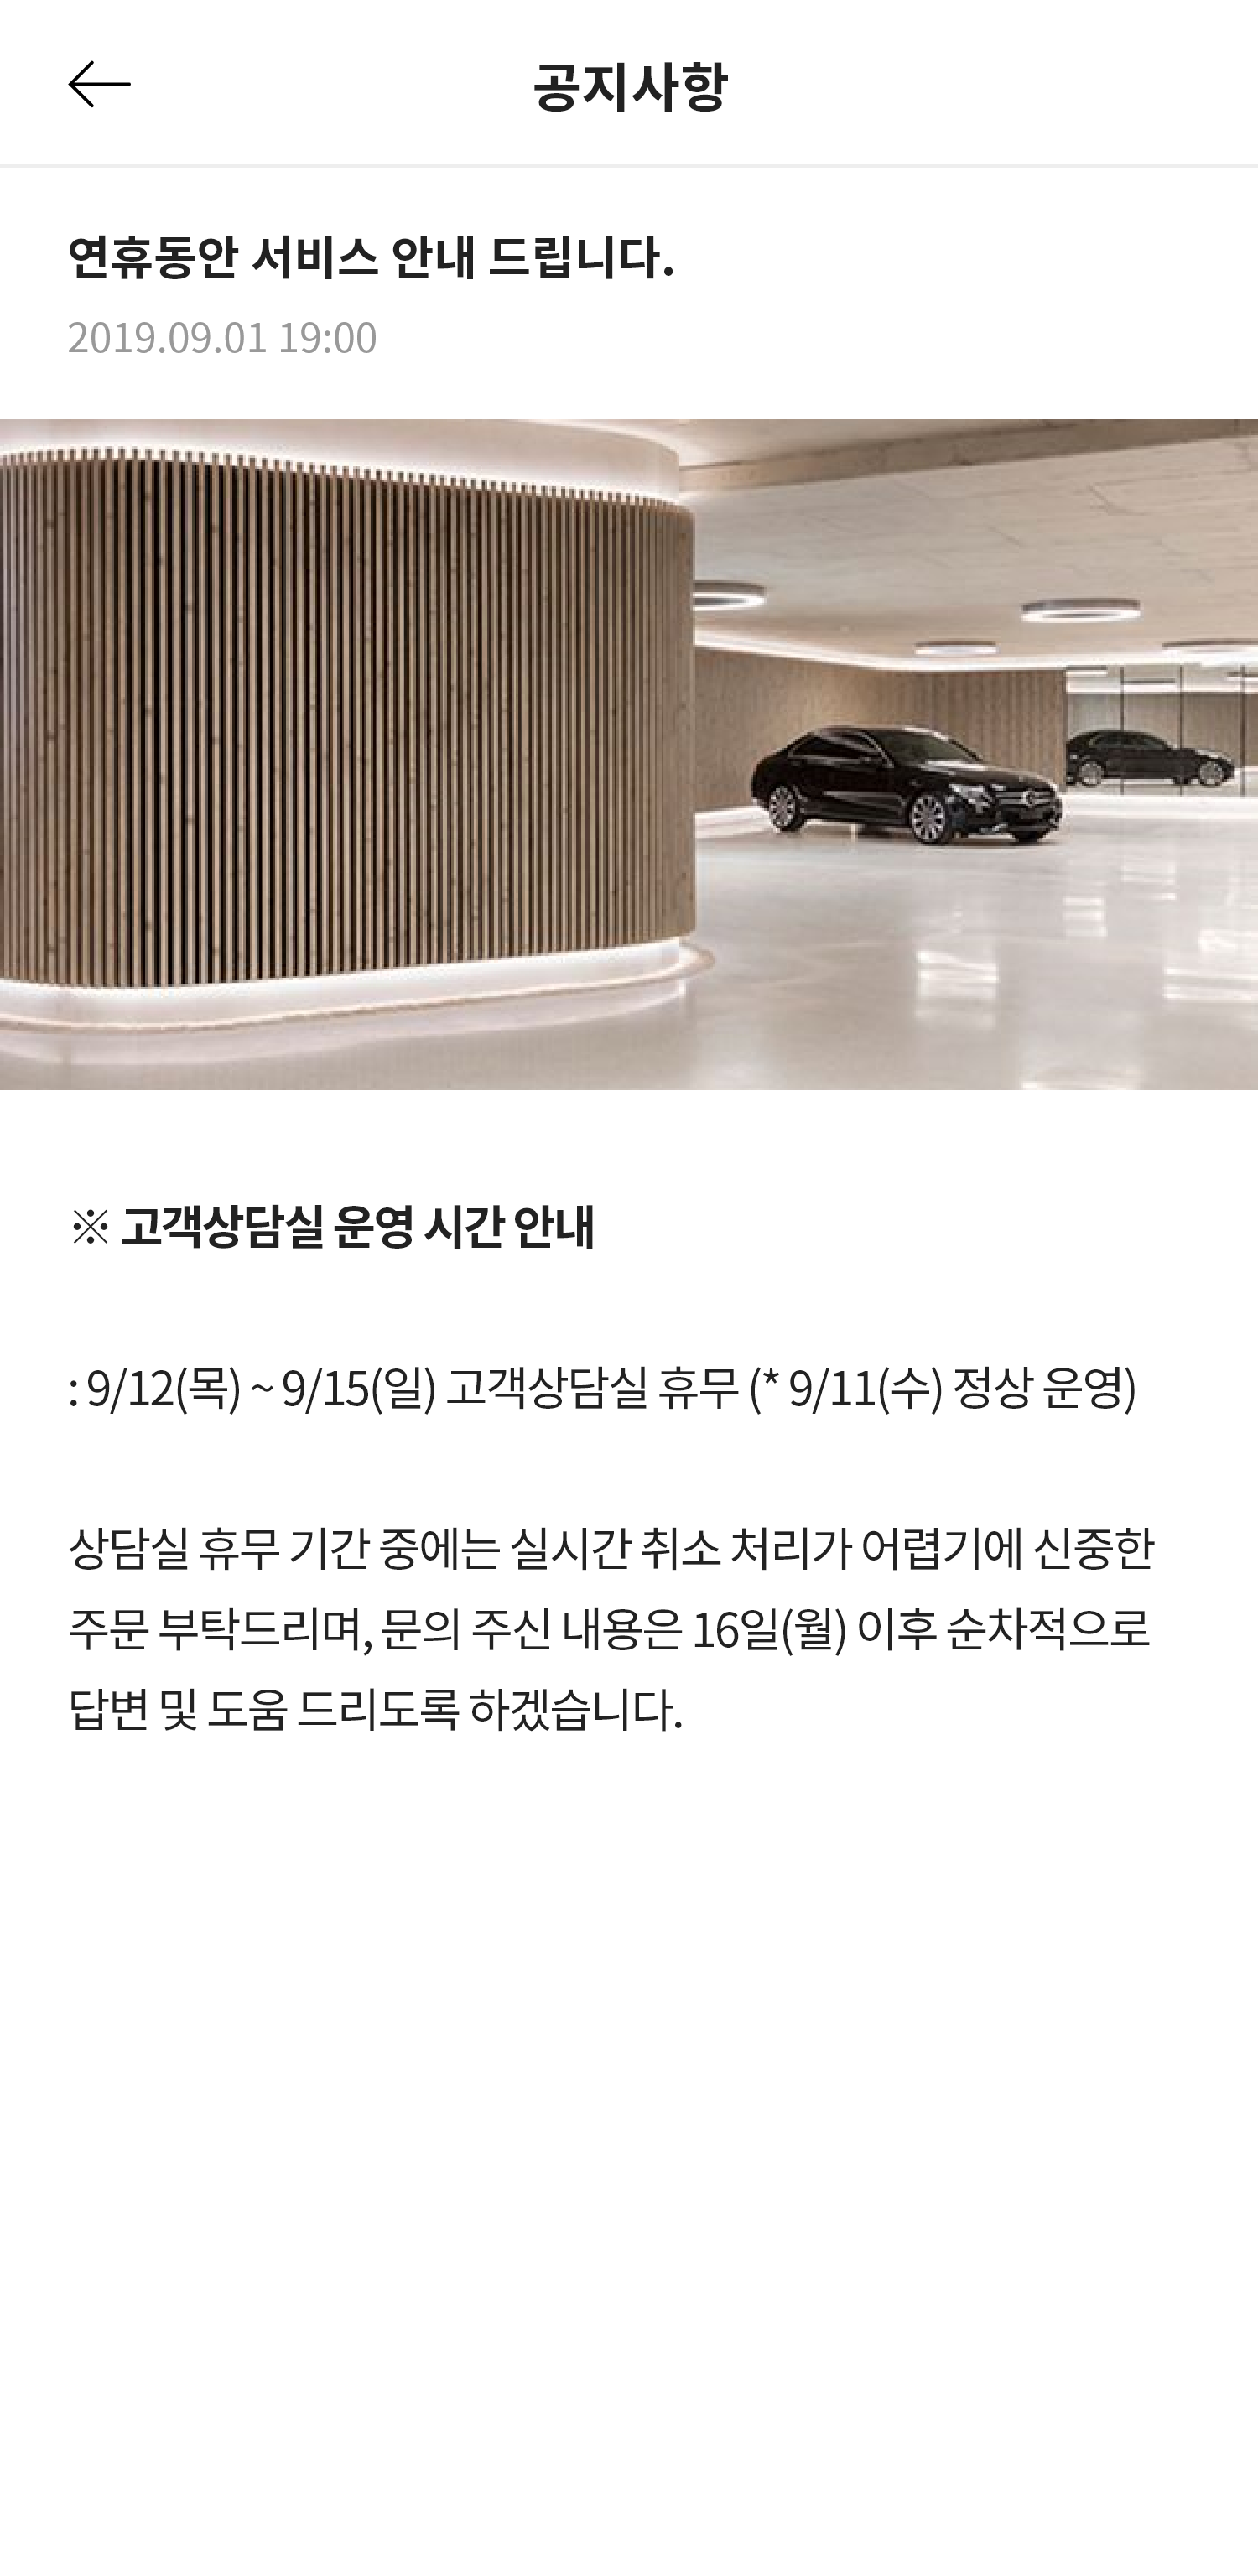 공지사항
연휴동안 서비스 안내 드립니다.
2019.09.01 19:00
※ 고객상담실 운영 시간 안내
: 9/12(목) ~ 9/15(일) 고객상담실 휴무 (* 9/11(수) 정상 운영)
상담실 휴무 기간 중에는 실시간 취소 처리가 어렵기에 신중한
주문 부탁드리며, 문의 주신 내용은 16일(월) 이후 순차적으로
답변 및 도움 드리도록 하겠습니다.